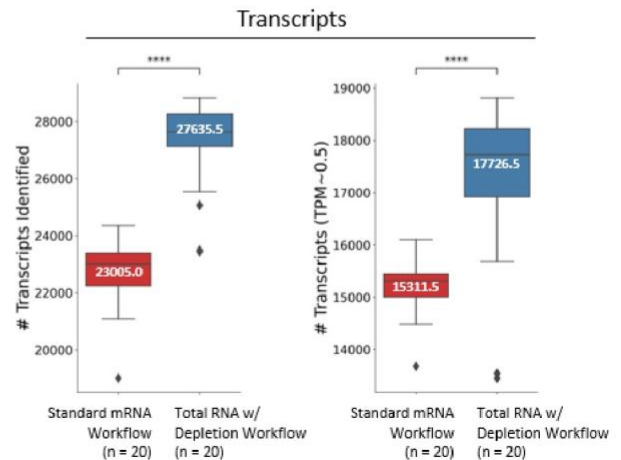 Transcripts
****
# Transcripts Identified
28000
26000
24000
22000
20000
27635.5
23005.0
Standard mRNA
Workflow
(n = 20)
Total RNA w/
Depletion Workflow
(n = 20)
****
# Transcripts (TPM~0.5)
19000
18000
17000
16000
15000
14000
17726.5
15311.5
Standard mRNA
Workflow
(n = 20)
Total RNA w/
Depletion Workflow
(n = 20)